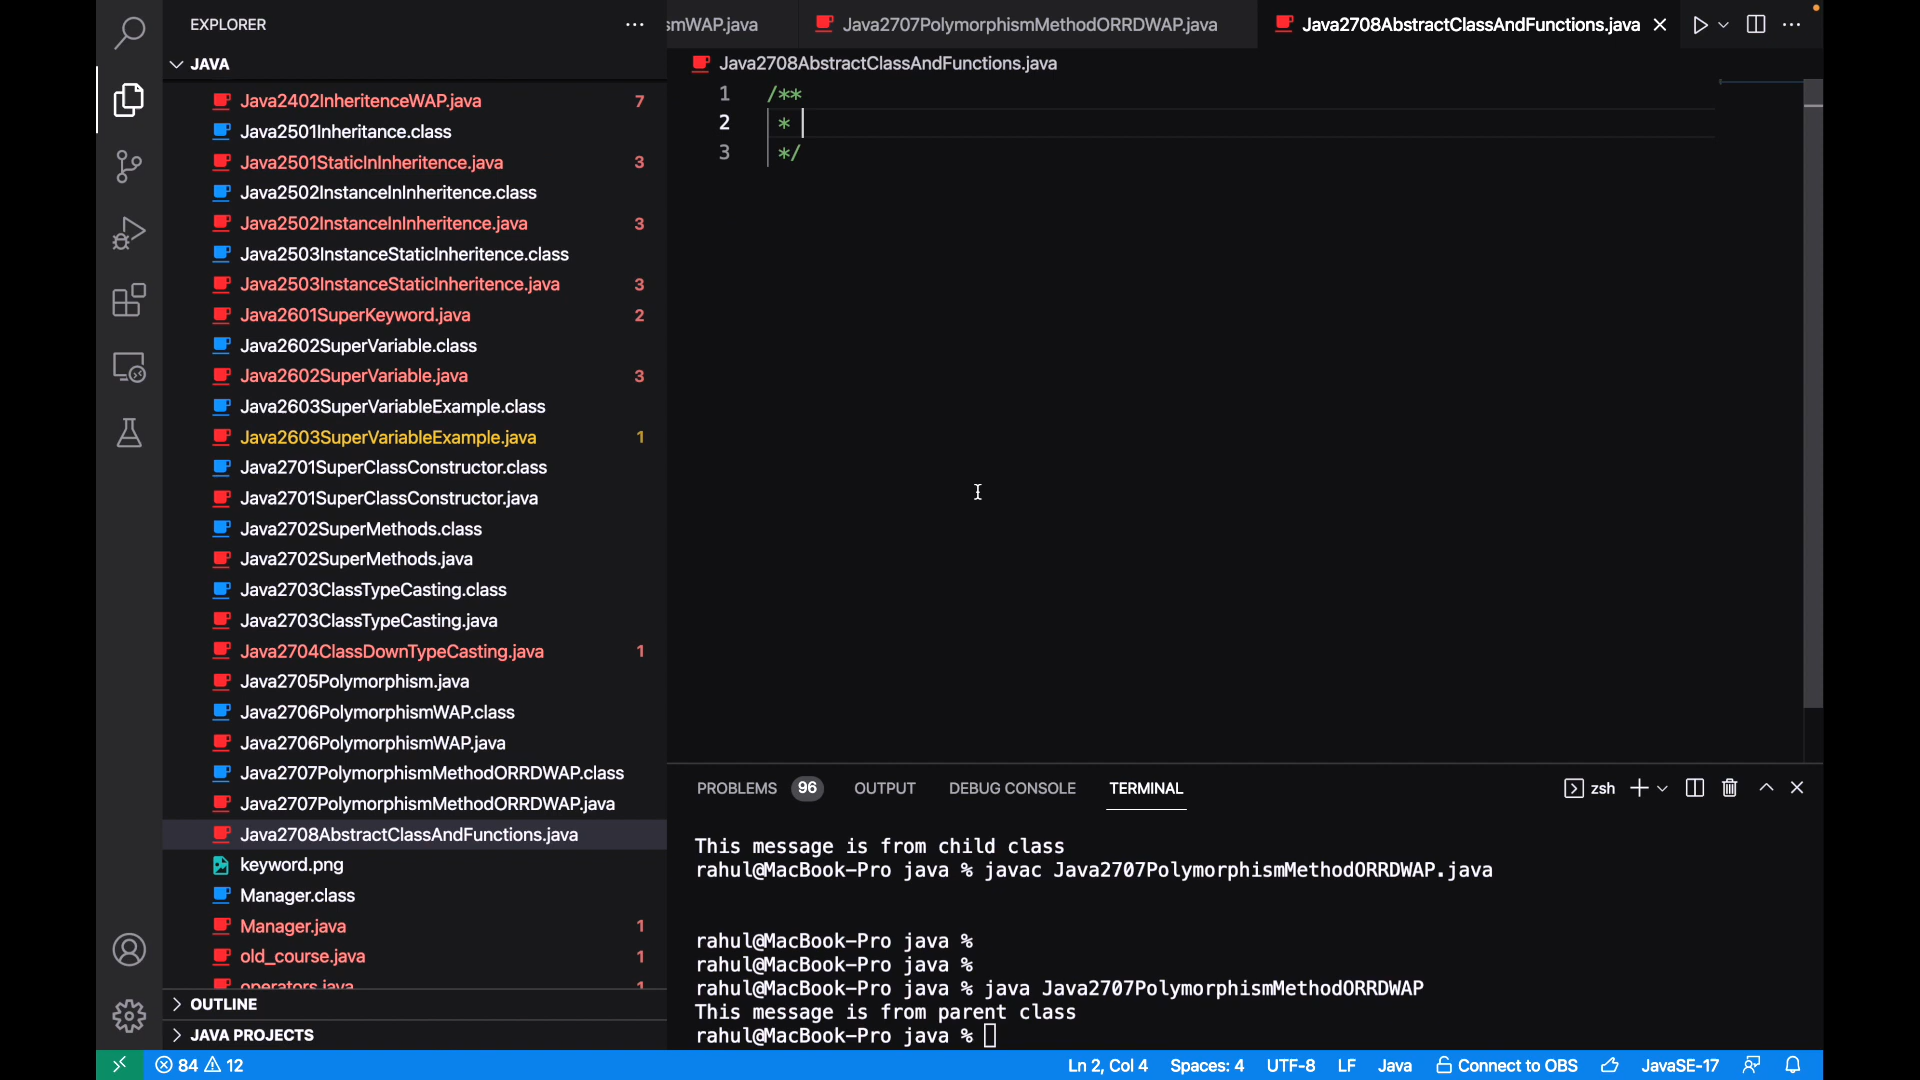 EXPLORER
JAVA
Java2402InheritenceWAP.java 7
Java2501Inheritance.class
Java2501StaticInInheritence.java 3
Java2502InstanceInInheritence.class
Java2502InstanceInInheritence.java 3
Java2503InstanceStaticInheritence.class
Java2503InstanceStaticInheritence.java 3
Java2601SuperKeyword.java 2
Java2602SuperVariable.class
Java2602SuperVariable.java 3
Java2603SuperVariableExample.class
Java2603SuperVariableExample.java 1
Java2701SuperClassConstructor.class
Java2701SuperClassConstructor.java
Java2702SuperMethods.class
Java2702SuperMethods.java
Java2703ClassTypeCasting.class
Java2703ClassTypeCasting.java
Java2704ClassDownTypeCasting.java 1
Java2705Polymorphism.java
Java2706PolymorphismWAP.class
Java2706PolymorphismWAP.java
Java2707PolymorphismMethodORRDWAP.class
Java2707PolymorphismMethodORRDWAP.java
Java2708AbstractClassAndFunctions.java
keyword.png
Manager.class
Manager.java 1
old_course.java 1
operators.java 1
OUTLINE
JAVA PROJECTS
smWAP.java Java2707PolymorphismMethodORRDWAP.java Java2708AbstractClassAndFunctions.java
Java2708AbstractClassAndFunctions.java
1 /**
2 *
3 */
PROBLEMS 96 OUTPUT DEBUG CONSOLE TERMINAL zsh
This message is from child class
rahul@MacBook-Pro java % javac Java2707PolymorphismMethodORRDWAP.java
rahul@MacBook-Pro java %
rahul@MacBook-Pro java %
rahul@MacBook-Pro java % java Java2707PolymorphismMethodORRDWAP
This message is from parent class
rahul@MacBook-Pro java %
84 12 Ln 2, Col 4 Spaces: 4 UTF-8 LF Java Connect to OBS JavaSE-17